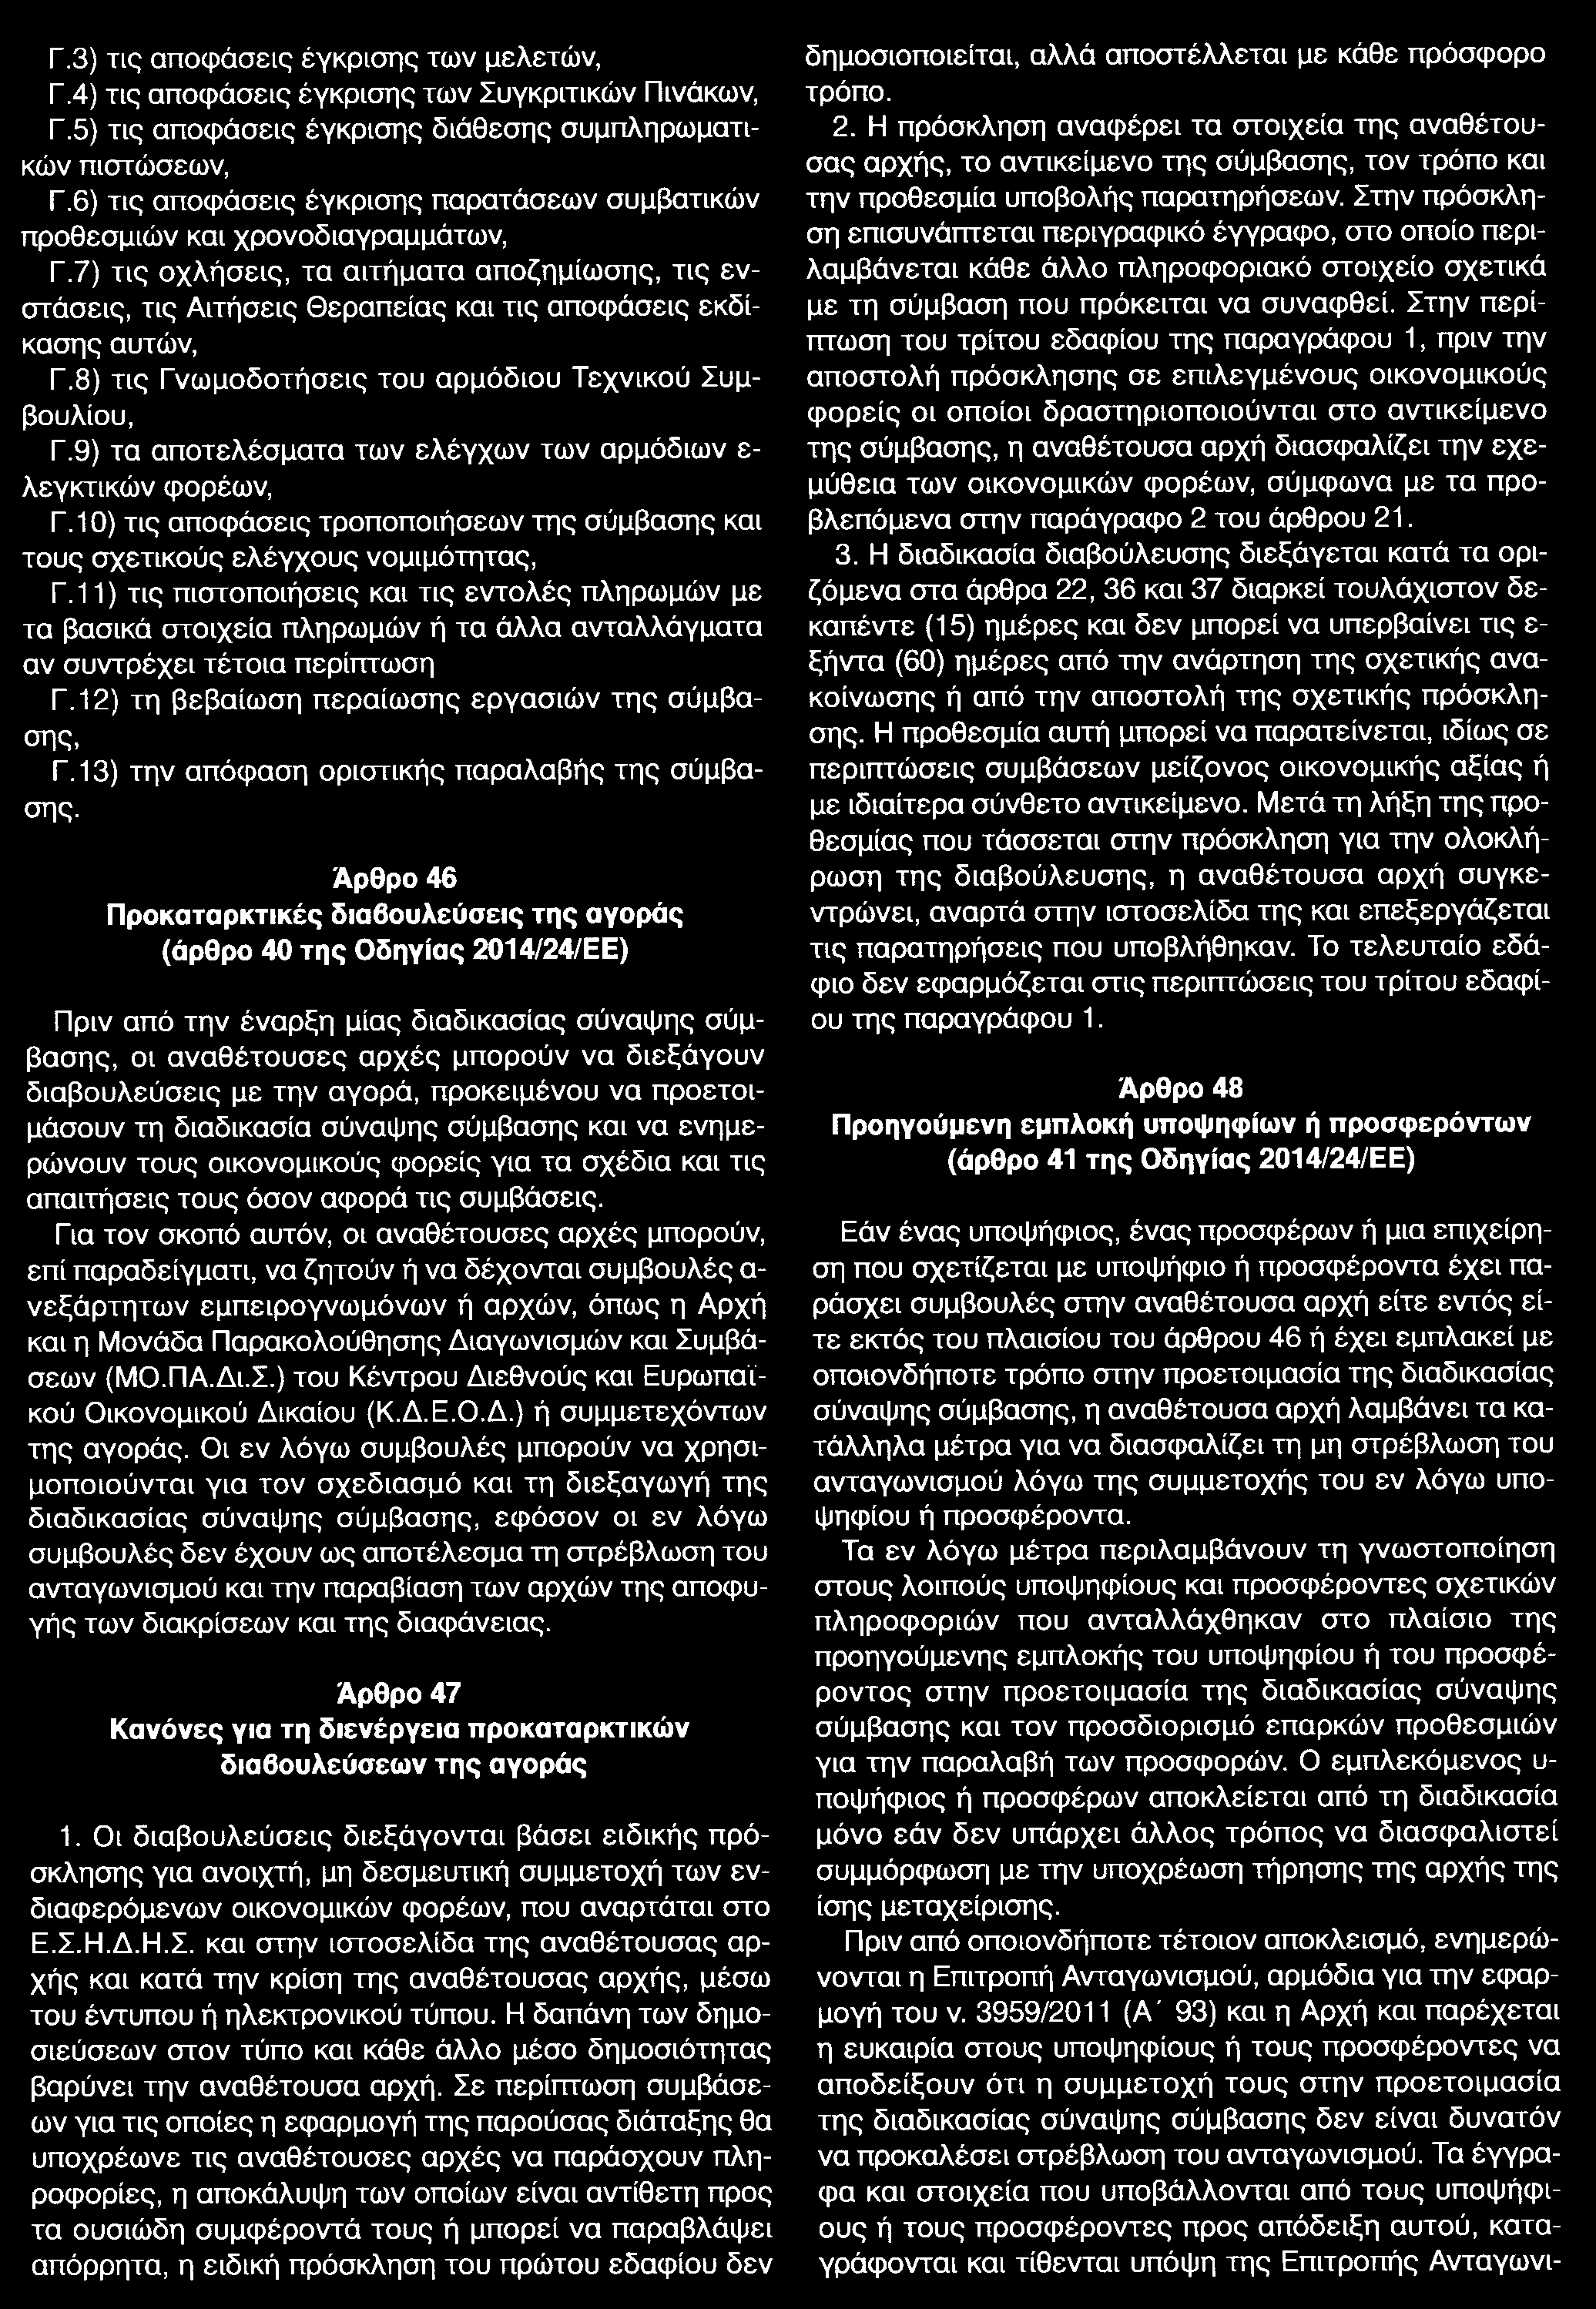 Γ.3) τις αποφάσεις έγκρισης των μελετών,
Γ.4) τις αποφάσεις έγκρισης των Συγκριτικών Πινάκων,
Γ.5) τις αποφάσεις έγκρισης διάθεσης συμπληρωματι-
κών πιστώσεων,
Γ.6) τις αποφάσεις έγκρισης παρατάσεων συμβατικών
προθεσμιών και χρονοδιαγραμμάτων,
Γ.7) τις οχλήσεις, τα αιτήματα αποζημίωσης, τις εν-
στάσεις, τις Αιτήσεις Θεραπείας και τις αποφάσεις εκδί-
κασης αυτών,
Γ.8) τις Γνωμοδοτήσεις του αρμόδιου Τεχνικού Συμ-
βουλίου,
Γ.9) τα αποτελέσματα των ελέγχων των αρμόδιων ε-
λεγκτικών φορέων,
Γ.10) τις αποφάσεις τροποποιήσεων της σύμβασης και
τους σχετικούς ελέγχους νομιμότητας,
Γ.11) τις πιστοποιήσεις και τις εντολές πληρωμών με
τα βασικά στοιχεία πληρωμών ή τα άλλα ανταλλάγματα
αν συντρέχει τέτοια περίπτωση
Γ.12) τη βεβαίωση περαίωσης εργασιών της σύμβα-
σης,
Γ.13) την απόφαση οριστικής παραλαβής της σύμβα-
σης.
Άρθρο 46
Προκαταρκτικές διαβουλεύσεις της αγοράς
(άρθρο 40 της Οδηγίας 2014/24/ΕΕ)
Πριν από την έναρξη μίας διαδικασίας σύναψης σύμ-
βασης, οι αναθέτουσες αρχές μπορούν να διεξάγουν
διαβουλεύσεις με την αγορά, προκειμένου να προετοι-
μάσουν τη διαδικασία σύναψης σύμβασης και να ενημε-
ρώνουν τους οικονομικούς φορείς για τα σχέδια και τις
απαιτήσεις τους όσον αφορά τις συμβάσεις.
Για τον σκοπό αυτόν, οι αναθέτουσες αρχές μπορούν,
επί παραδείγματι, να ζητούν ή να δέχονται συμβουλές α-
νεξάρτητων εμπειρογνωμόνων ή αρχών, όπως η Αρχή
και η Μονάδα Παρακολούθησης Διαγωνισμών και Συμβά-
σεων (ΜΟ.ΠΑ.Δι.Σ.) του Κέντρου Διεθνούς και Ευρωπαϊ-
κού Οικονομικού Δικαίου (Κ.Δ.Ε.Ο.Δ.) ή συμμετεχόντων
της αγοράς. Οι εν λόγω συμβουλές μπορούν να χρησι-
μοποιούνται για τον σχεδιασμό και τη διεξαγωγή της
διαδικασίας σύναψης σύμβασης, εφόσον οι εν λόγω
συμβουλές δεν έχουν ως αποτέλεσμα τη στρέβλωση του
ανταγωνισμού και την παραβίαση των αρχών της αποφυ-
γής των διακρίσεων και της διαφάνειας.
Άρθρο 47
Κανόνες για τη διενέργεια προκαταρκτικών
διαβουλεύσεων της αγοράς
1. Οι διαβουλεύσεις διεξάγονται βάσει ειδικής πρό-
σκλησης για ανοιχτή, μη δεσμευτική συμμετοχή των εν-
διαφερόμενων οικονομικών φορέων, που αναρτάται στο
Ε.Σ.Η.Δ.Η.Σ. και στην ιστοσελίδα της αναθέτουσας αρ-
χής και κατά την κρίση της αναθέτουσας αρχής, μέσω
του έντυπου ή ηλεκτρονικού τύπου. Η δαπάνη των δημο-
σιεύσεων στον τύπο και κάθε άλλο μέσο δημοσιότητας
βαρύνει την αναθέτουσα αρχή. Σε περίπτωση συμβάσε-
ων για τις οποίες η εφαρμογή της παρούσας διάταξης θα
υποχρέωνε τις αναθέτουσες αρχές να παράσχουν πλη-
ροφορίες, η αποκάλυψη των οποίων είναι αντίθετη προς
τα ουσιώδη συμφέροντά τους ή μπορεί να παραβλάψει
απόρρητα, η ειδική πρόσκληση του πρώτου εδαφίου δεν
δημοσιοποιείται, αλλά αποστέλλεται με κάθε πρόσφορο
τρόπο.
2. Η πρόσκληση αναφέρει τα στοιχεία της αναθέτου-
σας αρχής, το αντικείμενο της σύμβασης, τον τρόπο και
την προθεσμία υποβολής παρατηρήσεων. Στην πρόσκλη-
ση επισυνάπτεται περιγραφικό έγγραφο, στο οποίο περι-
λαμβάνεται κάθε άλλο πληροφοριακό στοιχείο σχετικά
με τη σύμβαση που πρόκειται να συναφθεί. Στην περί-
πτωση του τρίτου εδαφίου της παραγράφου 1, πριν την
αποστολή πρόσκλησης σε επιλεγμένους οικονομικούς
φορείς οι οποίοι δραστηριοποιούνται στο αντικείμενο
της σύμβασης, η αναθέτουσα αρχή διασφαλίζει την εχε-
μύθεια των οικονομικών φορέων, σύμφωνα με τα προ-
βλεπόμενα στην παράγραφο 2 του άρθρου 21.
3. Η διαδικασία διαβούλευσης διεξάγεται κατά τα ορι-
ζόμενα στα άρθρα 22, 36 και 37 διαρκεί τουλάχιστον δε-
καπέντε (15) ημέρες και δεν μπορεί να υπερβαίνει τις ε-
ξήντα (60) ημέρες από την ανάρτηση της σχετικής ανα-
κοίνωσης ή από την αποστολή της σχετικής πρόσκλη-
σης. Η προθεσμία αυτή μπορεί να παρατείνεται, ιδίως σε
περιπτώσεις συμβάσεων μείζονος οικονομικής αξίας ή
με ιδιαίτερα σύνθετο αντικείμενο. Μετά τη λήξη της προ-
θεσμίας που τάσσεται στην πρόσκληση για την ολοκλή-
ρωση της διαβούλευσης, η αναθέτουσα αρχή συγκε-
ντρώνει, αναρτά στην ιστοσελίδα της και επεξεργάζεται
τις παρατηρήσεις που υποβλήθηκαν. Το τελευταίο εδά-
φιο δεν εφαρμόζεται στις περιπτώσεις του τρίτου εδαφί-
ου της παραγράφου 1.
Άρθρο 48
Προηγούμενη εμπλοκή υποψηφίων ή προσφερόντων
(άρθρο 41 της Οδηγίας 2014/24/ΕΕ)
Εάν ένας υποψήφιος, ένας προσφέρων ή μια επιχείρη-
ση που σχετίζεται με υποψήφιο ή προσφέροντα έχει πα-
ράσχει συμβουλές στην αναθέτουσα αρχή είτε εντός εί-
τε εκτός του πλαισίου του άρθρου 46 ή έχει εμπλακεί με
οποιονδήποτε τρόπο στην προετοιμασία της διαδικασίας
σύναψης σύμβασης, η αναθέτουσα αρχή λαμβάνει τα κα-
τάλληλα μέτρα για να διασφαλίζει τη μη στρέβλωση του
ανταγωνισμού λόγω της συμμετοχής του εν λόγω υπο-
ψηφίου ή προσφέροντα.
Τα εν λόγω μέτρα περιλαμβάνουν τη γνωστοποίηση
στους λοιπούς υποψηφίους και προσφέροντες σχετικών
πληροφοριών που ανταλλάχθηκαν στο πλαίσιο της
προηγούμενης εμπλοκής του υποψηφίου ή του προσφέ-
ροντος στην προετοιμασία της διαδικασίας σύναψης
σύμβασης και τον προσδιορισμό επαρκών προθεσμιών
για την παραλαβή των προσφορών. Ο εμπλεκόμενος υ-
ποψήφιος ή προσφέρων αποκλείεται από τη διαδικασία
μόνο εάν δεν υπάρχει άλλος τρόπος να διασφαλιστεί
συμμόρφωση με την υποχρέωση τήρησης της αρχής της
ίσης μεταχείρισης.
Πριν από οποιονδήποτε τέτοιον αποκλεισμό, ενημερώ-
νονται η Επιτροπή Ανταγωνισμού, αρμόδια για την εφαρ-
μογή του ν. 3959/2011 (Α΄ 93) και η Αρχή και παρέχεται
η ευκαιρία στους υποψηφίους ή τους προσφέροντες να
αποδείξουν ότι η συμμετοχή τους στην προετοιμασία
της διαδικασίας σύναψης σύμβασης δεν είναι δυνατόν
να προκαλέσει στρέβλωση του ανταγωνισμού. Τα έγγρα-
φα και στοιχεία που υποβάλλονται από τους υποψήφι-
ους ή τους προσφέροντες προς απόδειξη αυτού, κατα-
γράφονται και τίθενται υπόψη της Επιτροπής Ανταγωνι-